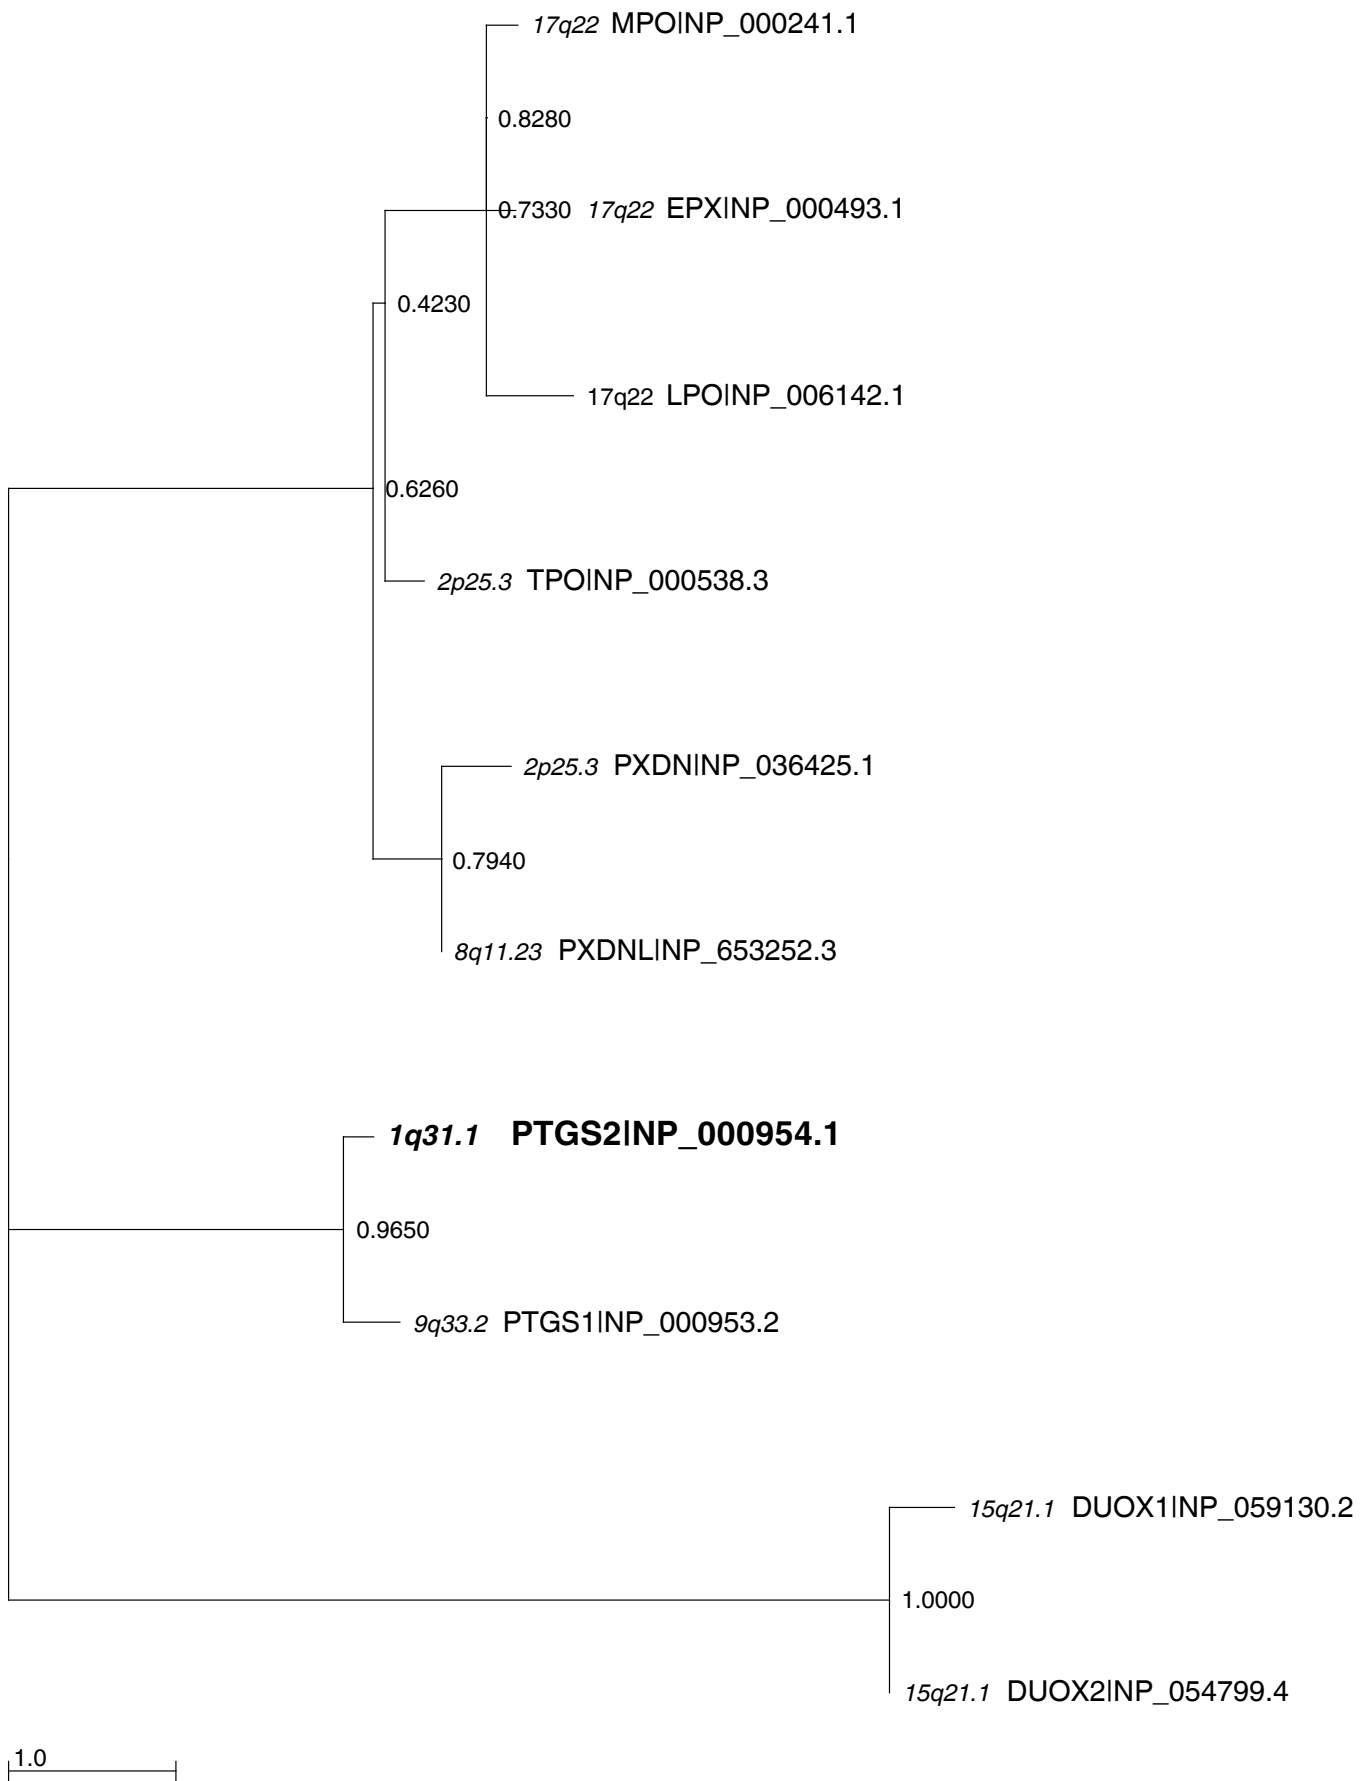 17q22 MPO|NP_000241.1
0.8280
0.7330 17q22 EPX|NP_000493.1
0.4230
17q22 LPO|NP_006142.1
0.6260
2p25.3 TPO|NP_000538.3
2p25.3 PXDN|NP_036425.1
0.7940
8q11.23 PXDNL|NP_653252.3
1q31.1 PTGS2|NP_000954.1
0.9650
9q33.2 PTGS1|NP_000953.2
15q21.1 DUOX1|NP_059130.2
1.0000
15q21.1 DUOX2|NP_054799.4
1.0